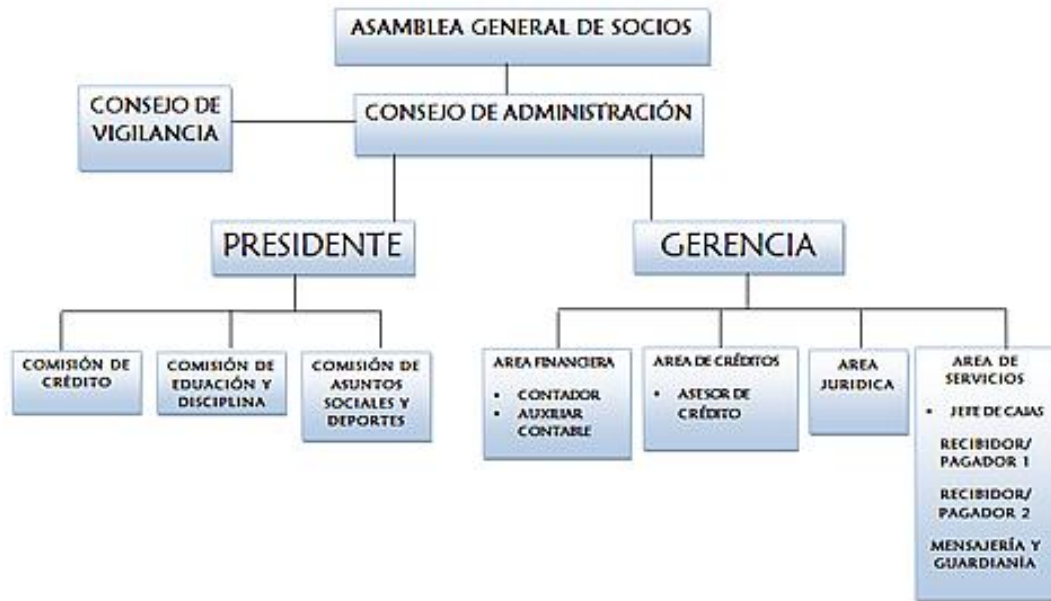 ASAMBLEA GENERAL DE SOCIOS
CONSEJO DE
VIGILANCIA
CONSEJO DE ADMINISTRACIÓN
PRESIDENTE
GERENCIA
COMISIÓN DE
CRÉDITO
COMISIÓN DE
EDUACIÓN Y
DISCIPLINA
COMISIÓN DE
ASUNTOS
SOCIALES Y
DEPORTES
AREA FINANCIERA
• CONTADOR
• AUXILIAR
CONTABLE
AREA DE CRÉDITOS
• ASESOR DE
CRÉDITO
AREA
JURIDICA
AREA DE
SERVICIOS
• JEFE DE CAJAS
RECIBIDOR/
PAGADOR 1
RECIBIDOR/
PAGADOR 2
MENSAJERÍA Y
GUARDIANÍA